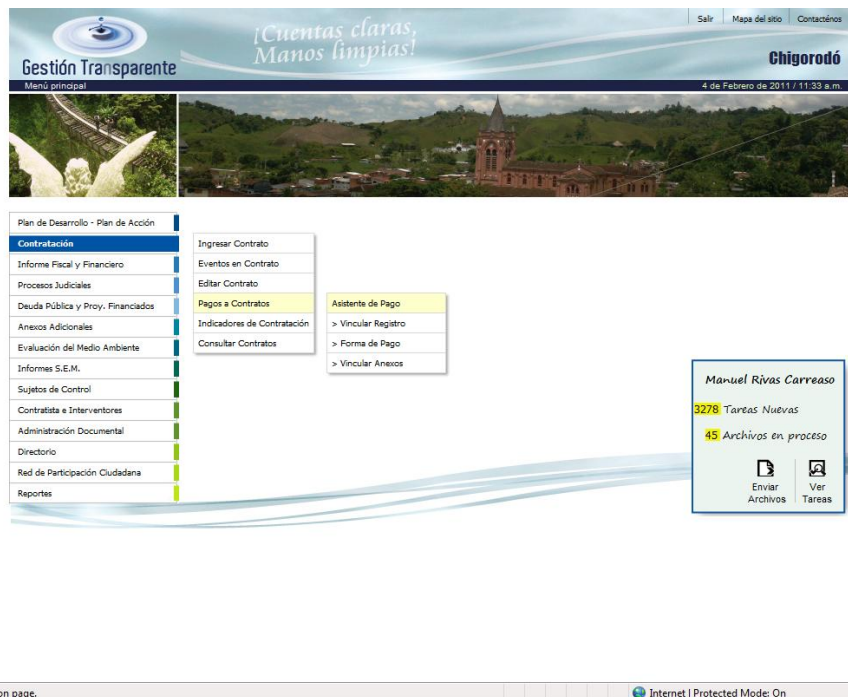 Salir Mapa del sitio Contacténos
¡Cuentas claras,
Manos limpias!
Gestión Transparente
Chigorodó
Menú principal
4 de Febrero de 2011 / 11:33 a.m.
Plan de Desarrollo - Plan de Acción
Contratación
Informe Fiscal y Financiero
Procesos Judiciales
Deuda Pública y Proy. Financiados
Anexos Adicionales
Evaluación del Medio Ambiente
Informes S.E.M.
Sujetos de Control
Contratista e Interventores
Administración Documental
Directorio
Red de Participación Ciudadana
Reportes
Ingresar Contrato
Eventos en Contrato
Editar Contrato
Pagos a Contratos
Indicadores de Contratación
Consultar Contratos
Asistente de Pago
> Vincular Registro
> Forma de Pago
> Vincular Anexos
Manuel Rivas Carreaso
3278 Tareas Nuevas
45 Archivos en proceso
Enviar
Archivos
Ver
Tareas
on page.
Internet | Protected Mode: On